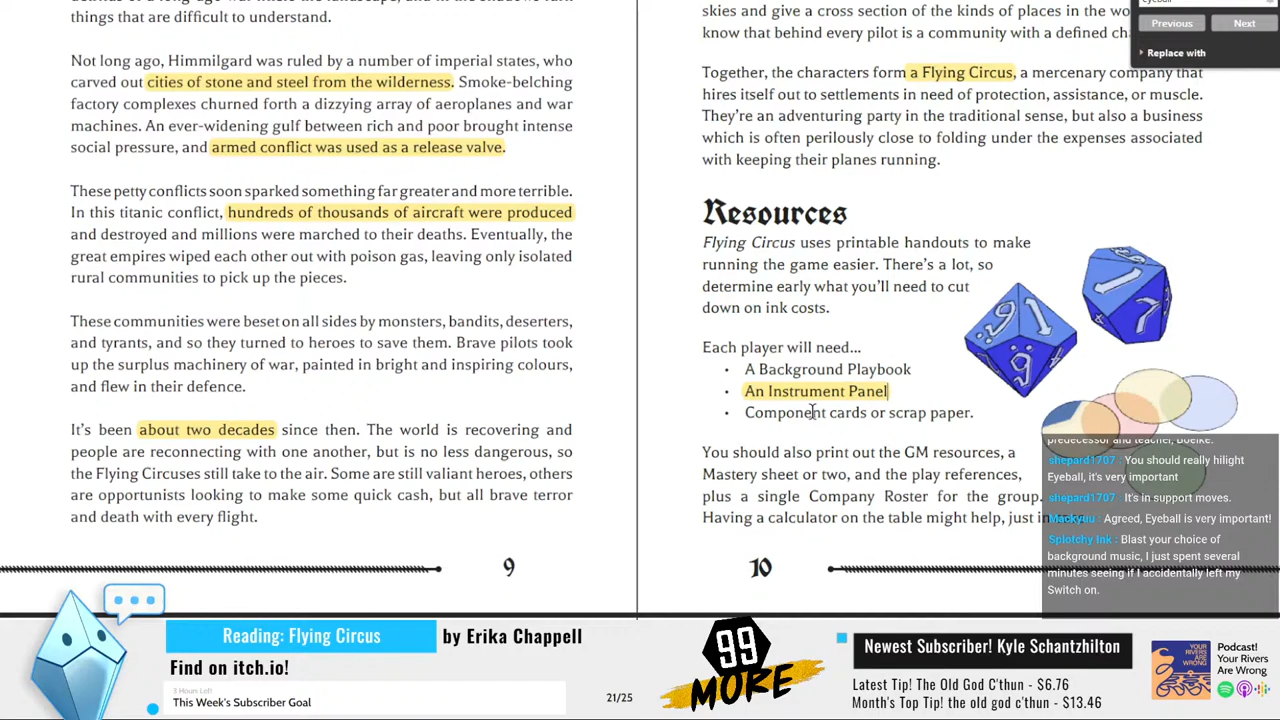 things that are difficult to understand.
Not long ago, Himmilgard was ruled by a number of imperial states, who
carved out cities of stone and steel from the wilderness. Smoke-belching
factory complexes churned forth a dizzying array of aeroplanes and war
machines. An ever-widening gulf between rich and poor brought intense
social pressure, and armed conflict was used as a release valve.
These petty conflicts soon sparked something far greater and more terrible.
In this titanic conflict, hundreds of thousands of aircraft were produced
and destroyed and millions were marched to their deaths. Eventually, the
great empires wiped each other out with poison gas, leaving only isolated
rural communities to pick up the pieces.
These communities were beset on all sides by monsters, bandits, deserters,
and tyrants, and so they turned to heroes to save them. Brave pilots took
up the surplus machinery of war, painted in bright and inspiring colours,
and flew in their defence.
It's been about two decades since then. The world is recovering and
people are reconnecting with one another, but is no less dangerous, so
the Flying Circuses still take to the air. Some are still valiant heroes, others
are opportunists looking to make some quick cash, but all brave terror
and death with every flight.
9
skies and give a cross section of the kinds of places in the wo
know that behind every pilot is a community with a defined ch
Together, the characters form a Flying Circus, a mercenary company that
hires itself out to settlements in need of protection, assistance, or muscle.
They're an adventuring party in the traditional sense, but also a business
which is often perilously close to folding under the expenses associated
with keeping their planes running.
Resources
Flying Circus uses printable handouts to make
running the game easier. There's a lot, so
determine early what you'll need to cut
down on ink costs.
Each player will need...
• A Background Playbook
• An Instrument Panel
• Component cards or scrap paper.
You should also print out the GM resources, a
Mastery sheet or two, and the play references,
plus a single Company Roster for the group.
Having a calculator on the table might help, just in
10
Previous Next
Replace with
predecessor and teacher, Boelke.
shepard1707 : You should really hilight
Eyeball, it's very important
shepard1707 : It's in support moves.
Mackyuu : Agreed, Eyeball is very important!
Splotchy Ink : Blast your choice of
background music, I just spent several
minutes seeing if I accidentally left my
Switch on.
Reading: Flying Circus by Erika Chappell
Find on itch.io!
3 Hours Left!
This Week's Subscriber Goal
21/25
99
MORE
Newest Subscriber! Kyle Schantzhilton
Latest Tip! The Old God C'thun - $6.76
Month's Top Tip! the old god c'thun - $13.46
YOUR
RIVERS
ARE
WRONG
Podcast!
Your Rivers
Are Wrong